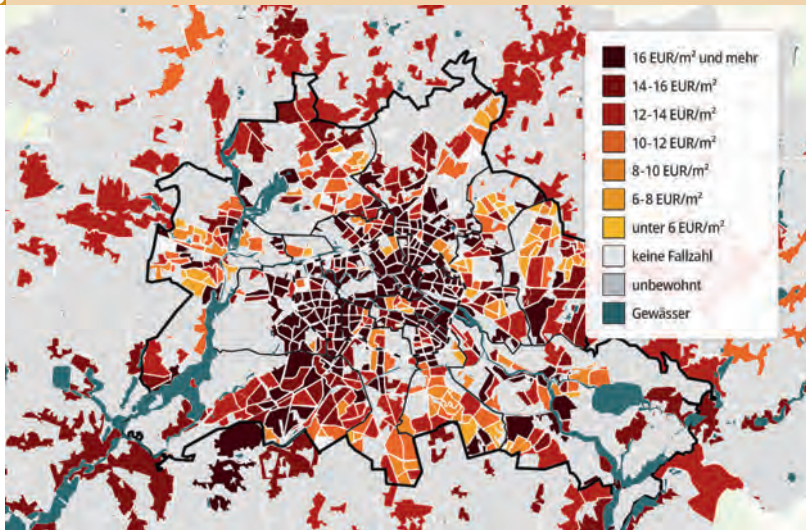 16 EUR/m² und mehr
14-16 EUR/m²
12-14 EUR/m²
10-12 EUR/m²
8-10 EUR/m²
6-8 EUR/m²
unter 6 EUR/m²
keine Fallzahl
unbewohnt
Gewässer